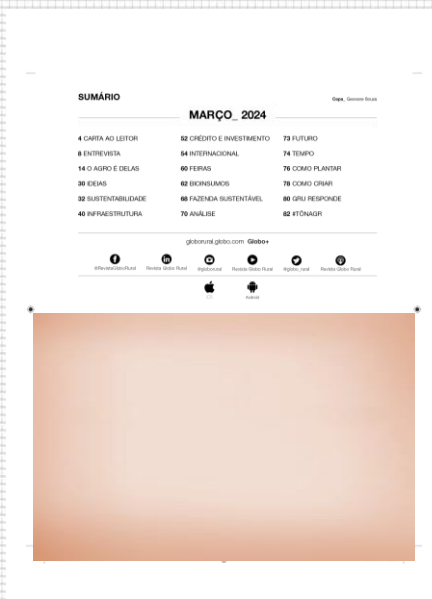 SUMÁRIO
Capa_ Germano Souza
MARÇO_ 2024
4 CARTA AO LEITOR
8 ENTREVISTA
14 O AGRO É DELAS
30 IDEIAS
32 SUSTENTABILIDADE
40 INFRAESTRUTURA
52 CRÉDITO E INVESTIMENTO
54 INTERNACIONAL
60 FEIRAS
62 BIOINSUMOS
68 FAZENDA SUSTENTÁVEL
70 ANÁLISE
73 FUTURO
74 TEMPO
76 COMO PLANTAR
78 COMO CRIAR
80 GRU RESPONDE
82 #TÔNAGR
globorural.globo.com Globo+
@RevistaGloboRural
Revista Globo Rural
@globorural
Revista Globo Rural
@globo_rural
Revista Globo Rural
iOS
Android